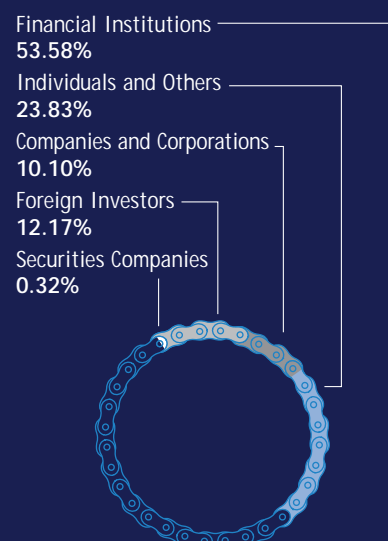 Financial Institutions
53.58%
Individuals and Others
23.83%
Companies and Corporations
10.10%
Foreign Investors
12.17%
Securities Companies
0.32%